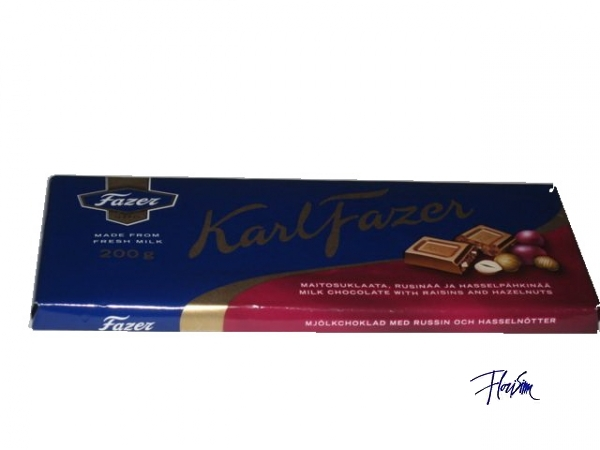 Fazer
MADE FROM
FRESH MILK
200 g
Karl Fazer
MAITOSUKLAATA, RUSINAA JA HASSELPÄHKINÄÄ
MILK CHOCOLATE WITH RAISINS AND HAZELNUTS
Fazer
MJÖLKCHOKLAD MED RUSSIN OCH HASSELNÖTTER